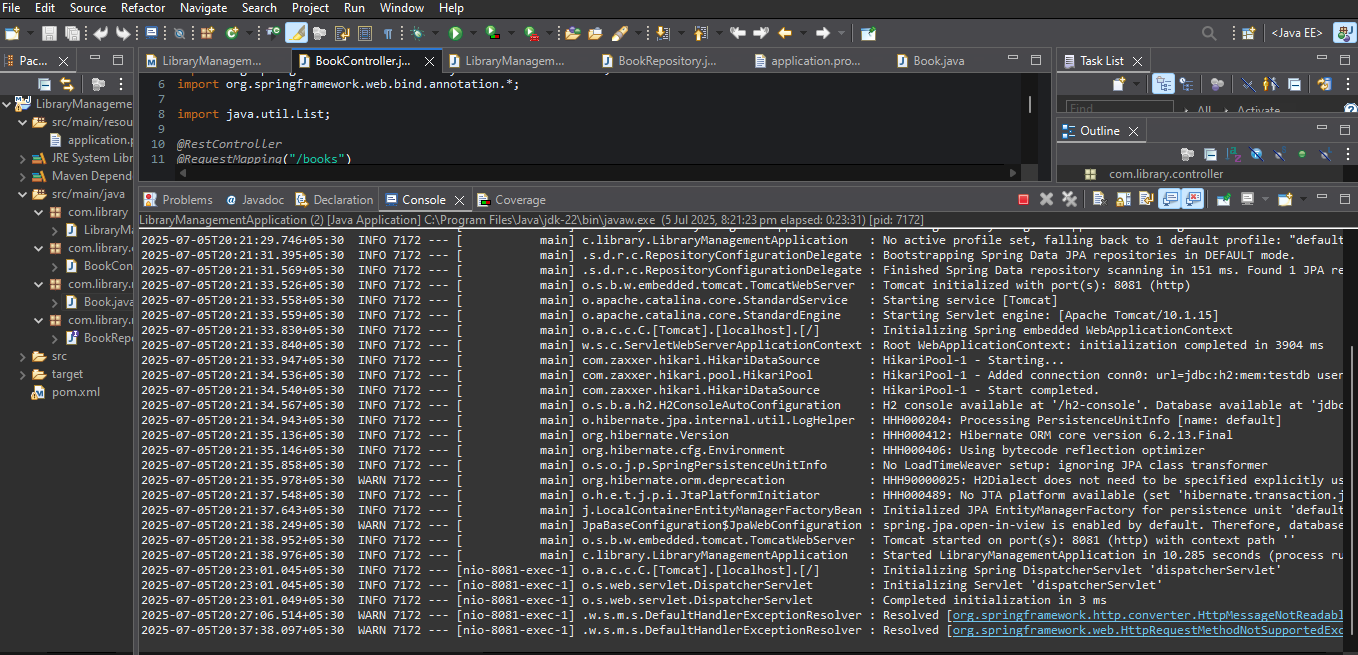 File Edit Source Refactor Navigate Search Project Run Window Help
<Java EE>
Pac...
LibraryManagem...
BookController.j...
LibraryManagem...
BookRepository.j...
application.pro...
Book.java
Task List
LibraryManageme
src/main/resou
application.p
JRE System Libr
Maven Depend
src/main/java
com.library
LibraryMa
com.library.
BookCon
com.library.
Book.java
com.library.
BookRepo
src
target
pom.xml
6 import org.springframework.web.bind.annotation.*;
7
8 import java.util.List;
9
10 @RestController
11 @RequestMapping("/books")
Find
All
Activate
Outline
com.library.controller
Problems Javadoc Declaration Console Coverage
LibraryManagementApplication (2) [Java Application] C:\Program Files\Java\jdk-22\bin\javaw.exe (5 Jul 2025, 8:21:23 pm elapsed: 0:23:31) [pid: 7172]
2025-07-05T20:21:29.746+05:30 INFO 7172 --- [ main] c.library.LibraryManagementApplication : No active profile set, falling back to 1 default profile: "default
2025-07-05T20:21:31.395+05:30 INFO 7172 --- [ main] .s.d.r.c.RepositoryConfigurationDelegate : Bootstrapping Spring Data JPA repositories in DEFAULT mode.
2025-07-05T20:21:31.569+05:30 INFO 7172 --- [ main] .s.d.r.c.RepositoryConfigurationDelegate : Finished Spring Data repository scanning in 151 ms. Found 1 JPA re
2025-07-05T20:21:33.526+05:30 INFO 7172 --- [ main] o.s.b.w.embedded.tomcat.TomcatWebServer : Tomcat initialized with port(s): 8081 (http)
2025-07-05T20:21:33.558+05:30 INFO 7172 --- [ main] o.apache.catalina.core.StandardService : Starting service [Tomcat]
2025-07-05T20:21:33.559+05:30 INFO 7172 --- [ main] o.apache.catalina.core.StandardEngine : Starting Servlet engine: [Apache Tomcat/10.1.15]
2025-07-05T20:21:33.830+05:30 INFO 7172 --- [ main] o.a.c.c.C.[Tomcat].[localhost].[/] : Initializing Spring embedded WebApplicationContext
2025-07-05T20:21:33.840+05:30 INFO 7172 --- [ main] w.s.c.ServletWebServerApplicationContext : Root WebApplicationContext: initialization completed in 3904 ms
2025-07-05T20:21:33.947+05:30 INFO 7172 --- [ main] com.zaxxer.hikari.HikariDataSource : HikariPool-1 - Starting...
2025-07-05T20:21:34.536+05:30 INFO 7172 --- [ main] com.zaxxer.hikari.pool.HikariPool : HikariPool-1 - Added connection conn0: url=jdbc:h2:mem:testdb user
2025-07-05T20:21:34.540+05:30 INFO 7172 --- [ main] com.zaxxer.hikari.HikariDataSource : HikariPool-1 - Start completed.
2025-07-05T20:21:34.567+05:30 INFO 7172 --- [ main] o.s.b.a.h2.H2ConsoleAutoConfiguration : H2 console available at '/h2-console'. Database available at 'jdbc
2025-07-05T20:21:34.943+05:30 INFO 7172 --- [ main] o.hibernate.jpa.internal.util.LogHelper : HHH000204: Processing PersistenceUnitInfo [name: default]
2025-07-05T20:21:35.136+05:30 INFO 7172 --- [ main] org.hibernate.Version : HHH000412: Hibernate ORM core version 6.2.13.Final
2025-07-05T20:21:35.146+05:30 INFO 7172 --- [ main] org.hibernate.cfg.Environment : HHH000406: Using bytecode reflection optimizer
2025-07-05T20:21:35.858+05:30 INFO 7172 --- [ main] o.s.o.j.p.SpringPersistenceUnitInfo : No LoadTimeWeaver setup: ignoring JPA class transformer
2025-07-05T20:21:35.978+05:30 WARN 7172 --- [ main] org.hibernate.orm.deprecation : HHH90000025: H2Dialect does not need to be specified explicitly us
2025-07-05T20:21:37.548+05:30 INFO 7172 --- [ main] o.h.e.t.j.p.i.JtaPlatformInitiator : HHH000489: No JTA platform available (set 'hibernate.transaction.j
2025-07-05T20:21:37.643+05:30 INFO 7172 --- [ main] j.LocalContainerEntityManagerFactoryBean : Initialized JPA EntityManagerFactory for persistence unit 'default
2025-07-05T20:21:38.249+05:30 WARN 7172 --- [ main] JpaBaseConfiguration$JpaWebConfiguration : spring.jpa.open-in-view is enabled by default. Therefore, database
2025-07-05T20:21:38.952+05:30 INFO 7172 --- [ main] o.s.b.w.embedded.tomcat.TomcatWebServer : Tomcat started on port(s): 8081 (http) with context path ''
2025-07-05T20:21:38.976+05:30 INFO 7172 --- [ main] c.library.LibraryManagementApplication : Started LibraryManagementApplication in 10.285 seconds (process ru
2025-07-05T20:23:01.045+05:30 INFO 7172 --- [nio-8081-exec-1] o.a.c.c.C.[Tomcat].[localhost].[/] : Initializing Spring DispatcherServlet 'dispatcherServlet'
2025-07-05T20:23:01.045+05:30 INFO 7172 --- [nio-8081-exec-1] o.s.web.servlet.DispatcherServlet : Initializing Servlet 'dispatcherServlet'
2025-07-05T20:23:01.049+05:30 INFO 7172 --- [nio-8081-exec-1] o.s.web.servlet.DispatcherServlet : Completed initialization in 3 ms
2025-07-05T20:27:06.514+05:30 WARN 7172 --- [nio-8081-exec-1] .w.s.m.s.DefaultHandlerExceptionResolver : Resolved [org.springframework.http.converter.HttpMessageNotReadabl
2025-07-05T20:37:38.097+05:30 WARN 7172 --- [nio-8081-exec-1] .w.s.m.s.DefaultHandlerExceptionResolver : Resolved [org.springframework.web.HttpRequestMethodNotSupportedExc